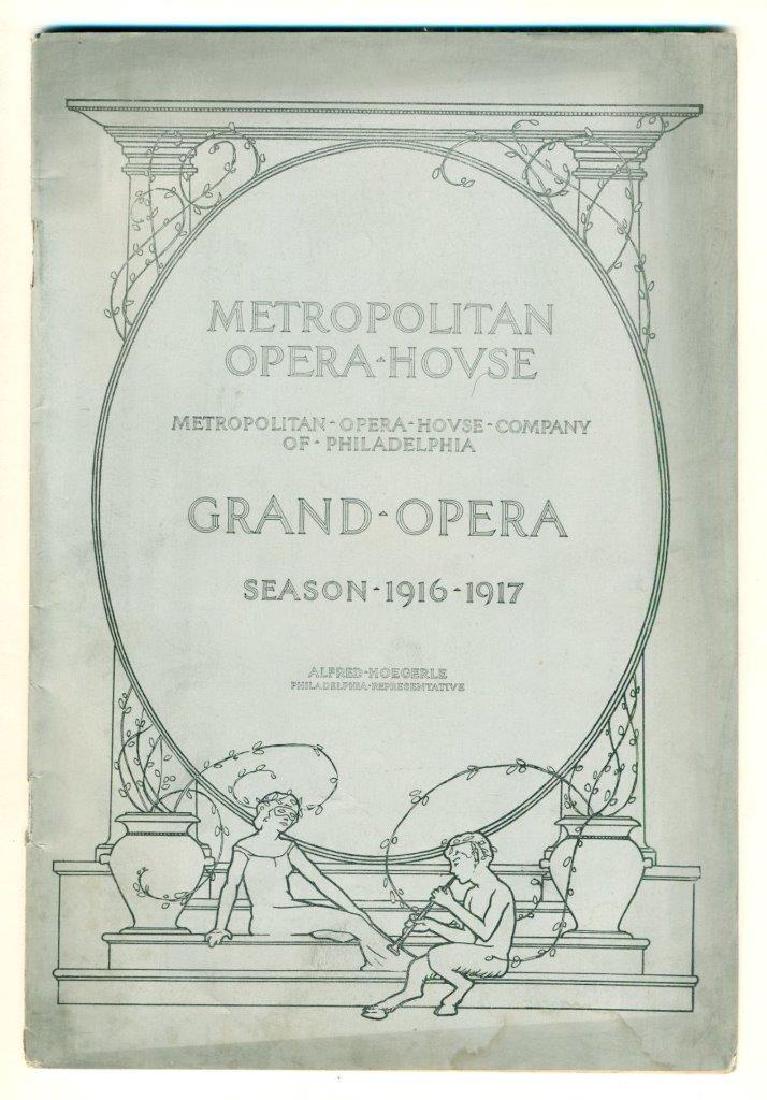 METROPOLITAN
OPERA-HOVSE
METROPOLITAN-OPERA-HOVSE-COMPANY
OF-PHILADELPHIA
GRAND-OPERA
SEASON-1916-1917
ALFRED-HOEGERLE
PHILADELPHIA-REPRESENTATIVE